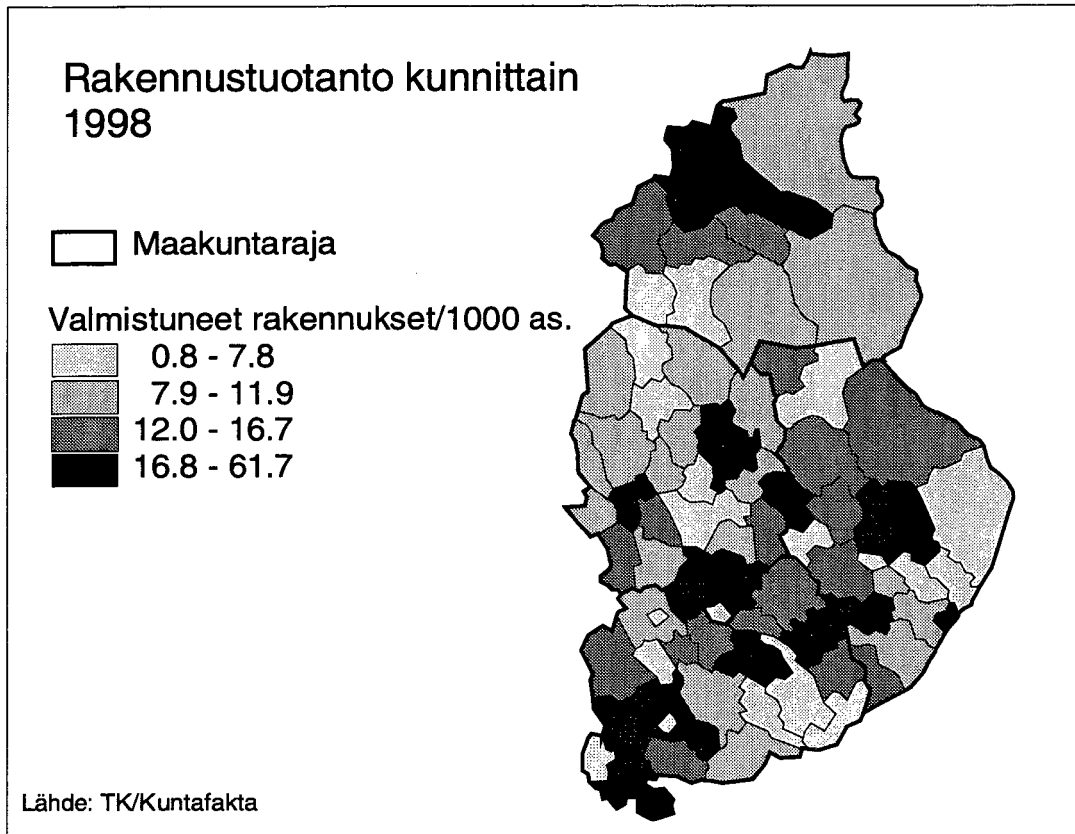 Rakennustuotanto kunnittain
1998
Maakuntaraja
Valmistuneet rakennukset/1000 as.
0.8 - 7.8
7.9 - 11.9
12.0 - 16.7
16.8 - 61.7
Lähde: TK/Kuntafakta